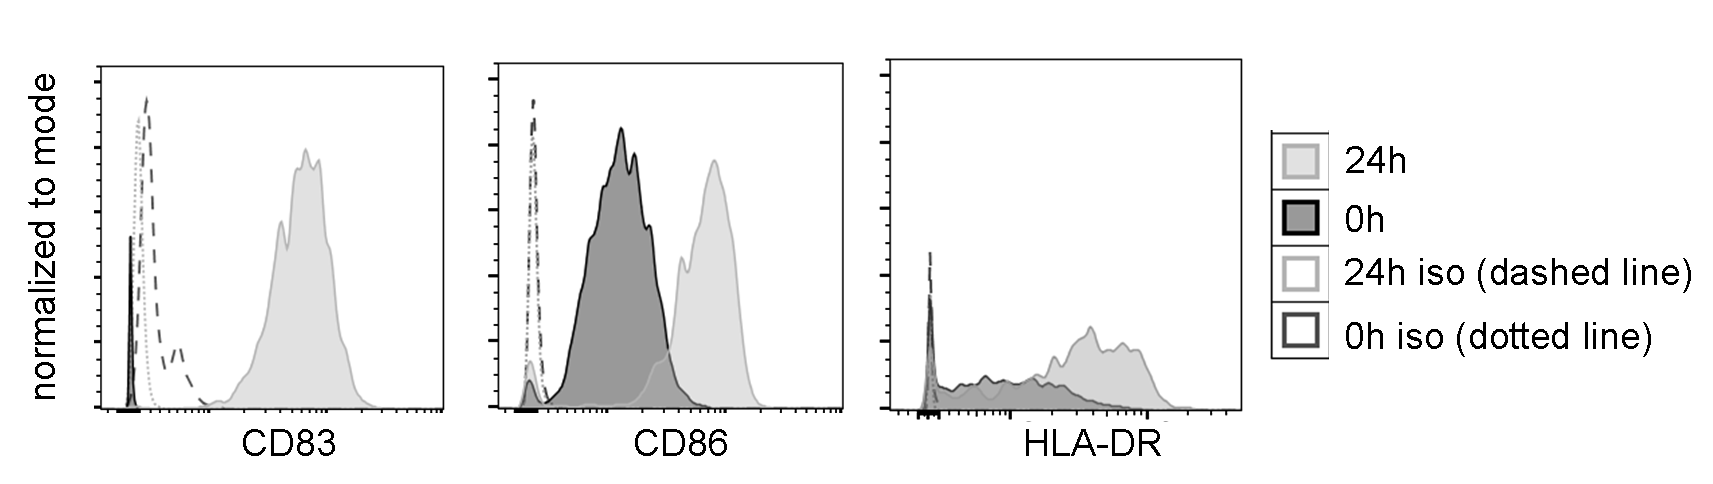 normalized to mode
CD83
CD86
HLA-DR
24h
0h
24h iso (dashed line)
0h iso (dotted line)